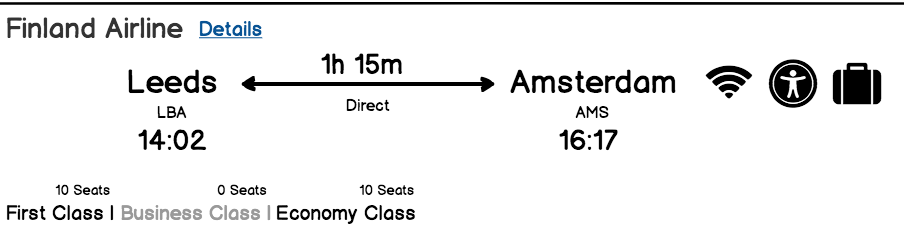 Finland Airline Details
1h 15m
Leeds Amsterdam
Direct
LBA AMS
14:02 16:17
10 Seats 0 Seats 10 Seats
First Class | Business Class | Economy Class